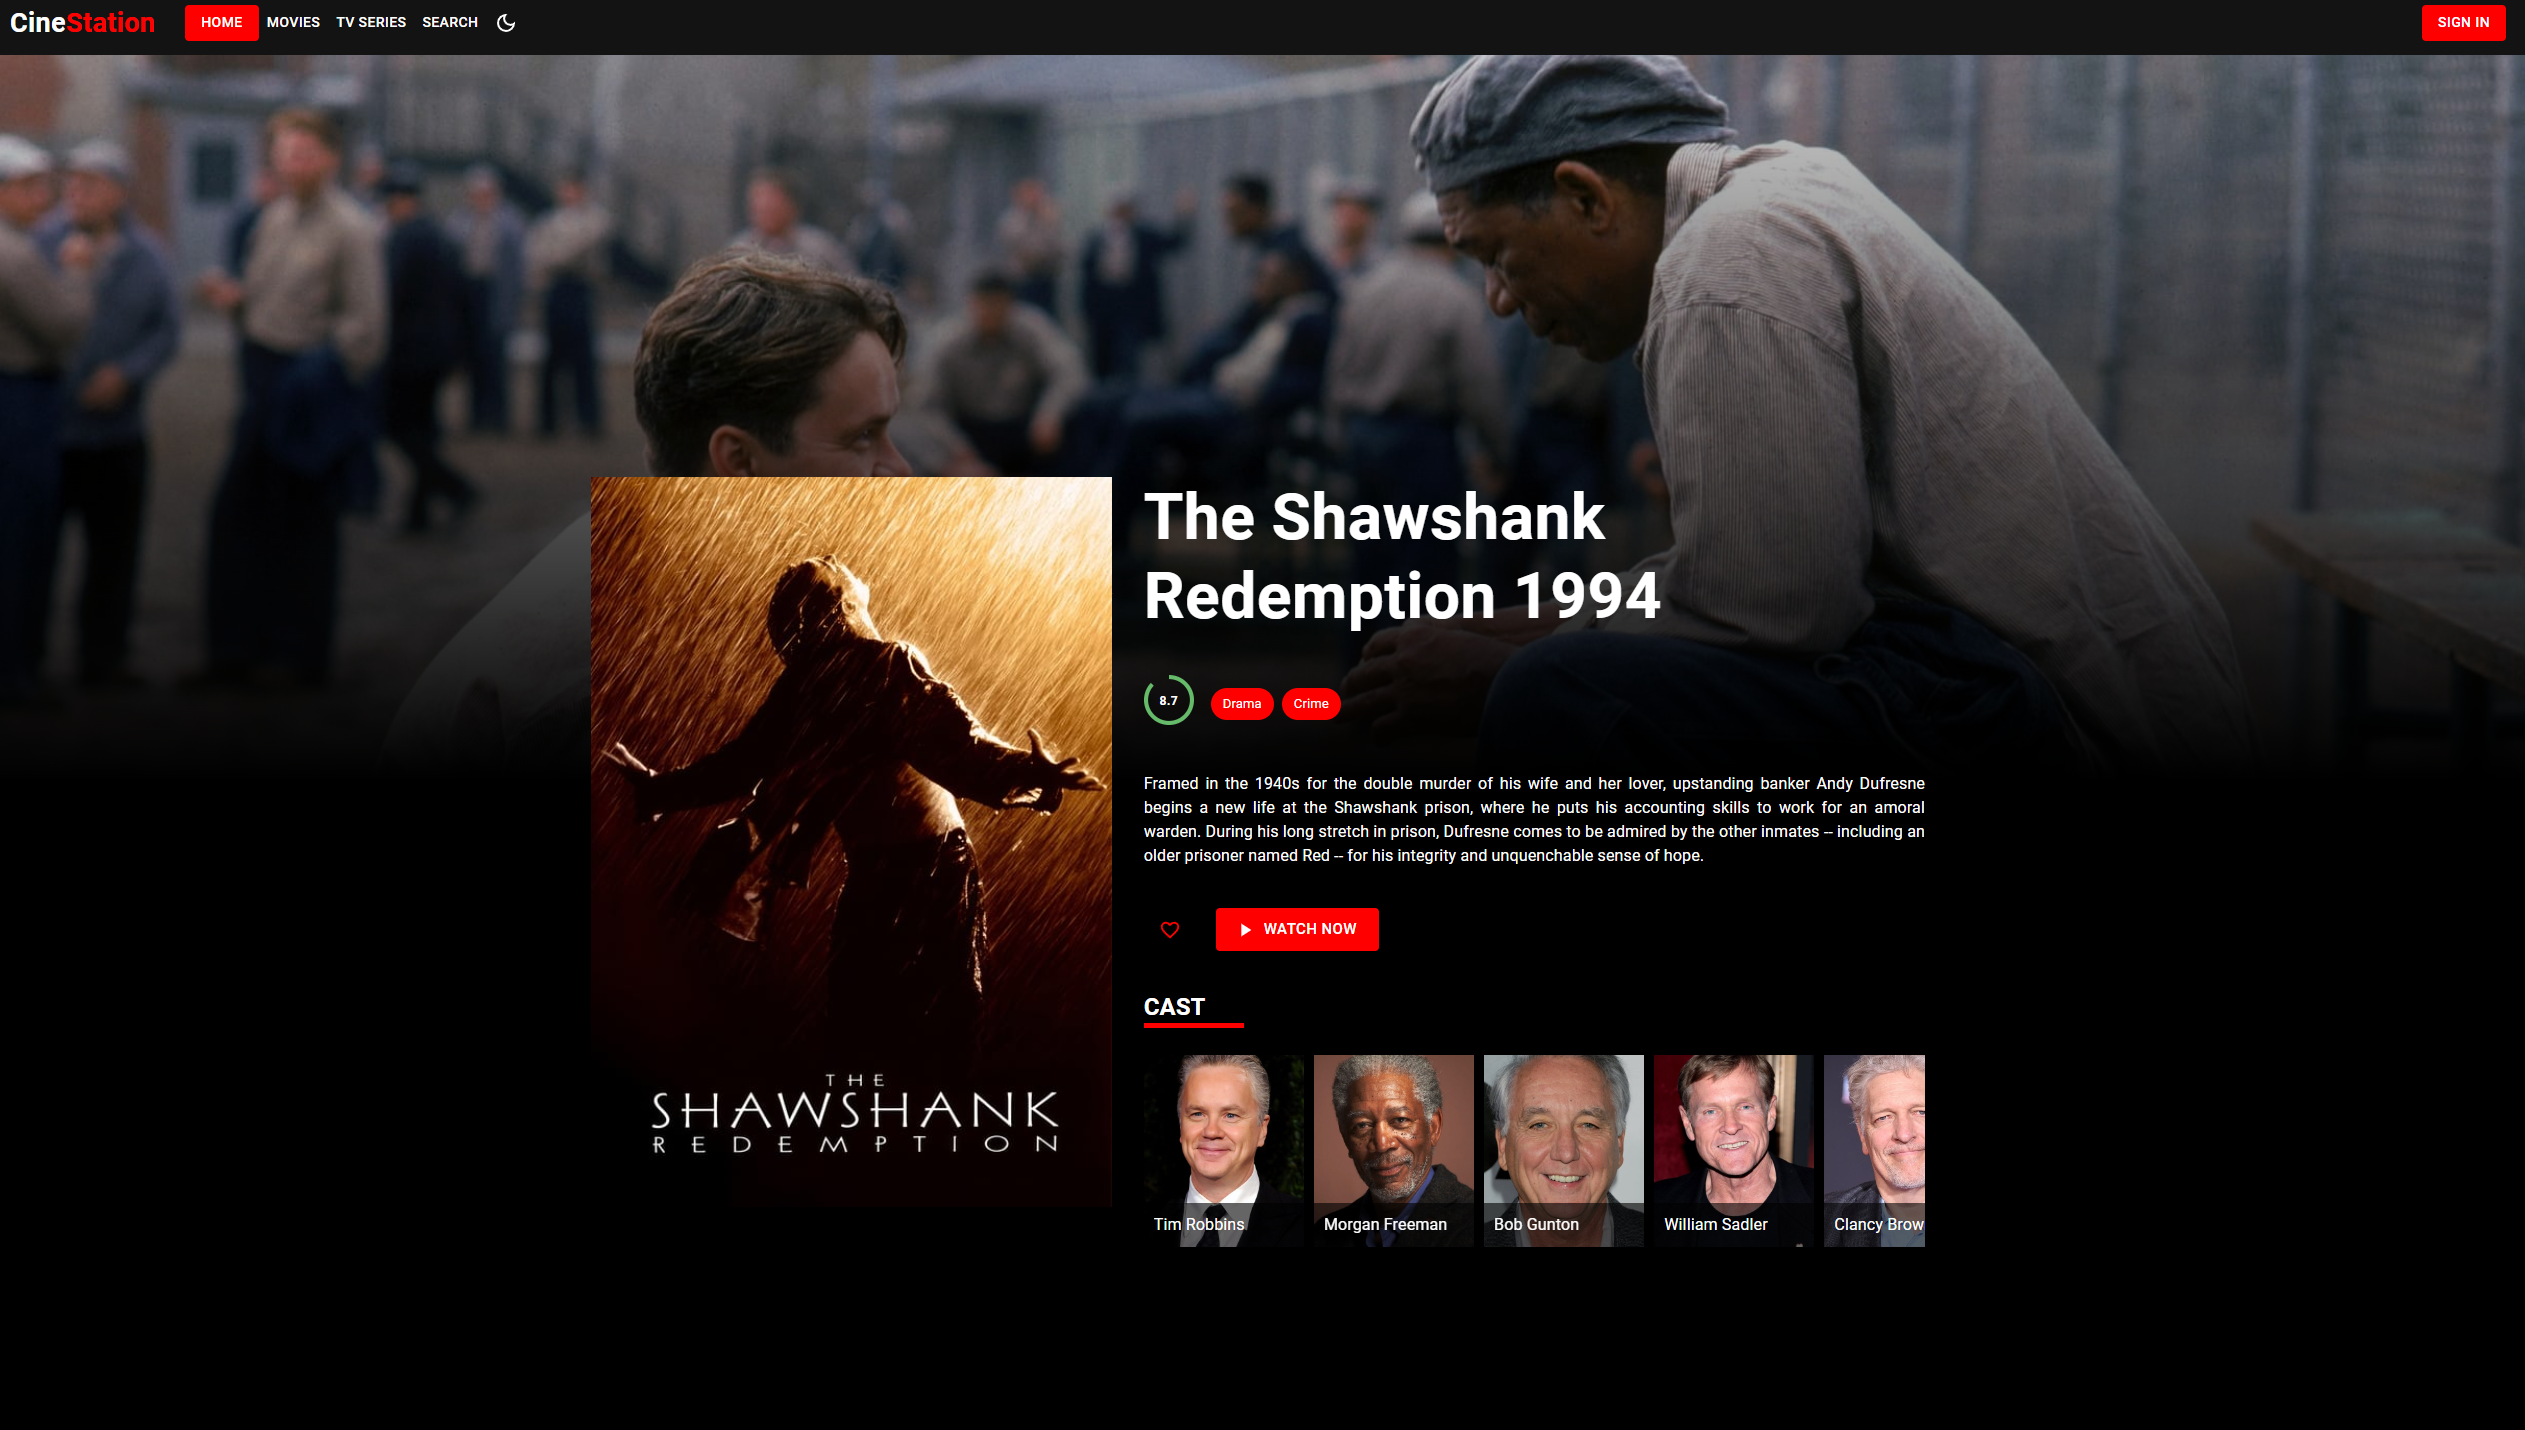 CineStation
HOME
MOVIES
TV SERIES
SEARCH
SIGN IN
The Shawshank
Redemption 1994
8.7
Drama
Crime
Framed in the 1940s for the double murder of his wife and her lover, upstanding banker Andy Dufresne
begins a new life at the Shawshank prison, where he puts his accounting skills to work for an amoral
warden. During his long stretch in prison, Dufresne comes to be admired by the other inmates -- including an
older prisoner named Red -- for his integrity and unquenchable sense of hope.
WATCH NOW
THE
SHAWSHANK
REDEMPTION
CAST
Tim Robbins
Morgan Freeman
Bob Gunton
William Sadler
Clancy Brow